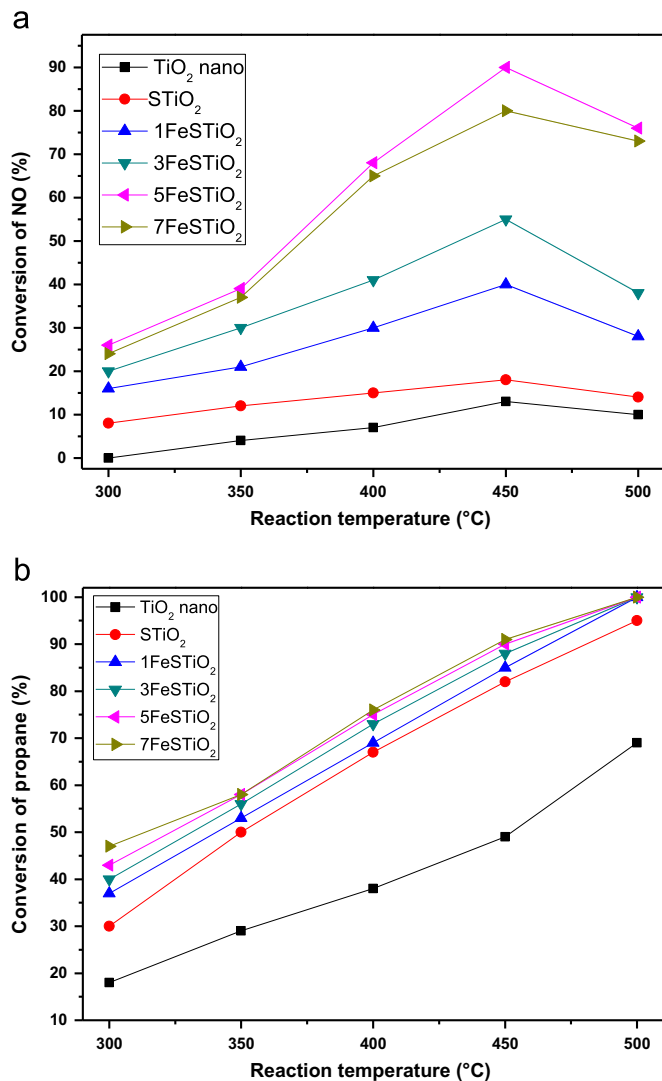 a
Conversion of NO (%)
90
80
70
60
50
40
30
20
10
0
TiO₂ nano
STiO₂
1FeSTiO₂
3FeSTiO₂
5FeSTiO₂
7FeSTiO₂
300 350 400 450 500
Reaction temperature (°C)
b
Conversion of propane (%)
100
90
80
70
60
50
40
30
20
10
TiO₂ nano
STiO₂
1FeSTiO₂
3FeSTiO₂
5FeSTiO₂
7FeSTiO₂
300 350 400 450 500
Reaction temperature (°C)